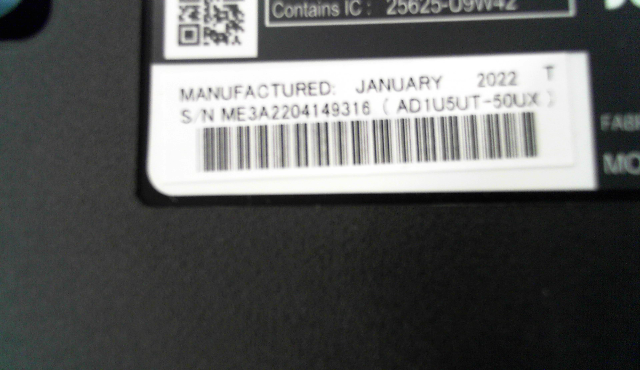 Contains IC : 25625-U9W42
MANUFACTURED: JANUARY 2022 T
S/N ME3A2204149316 ( AD1U5UT-50UX )